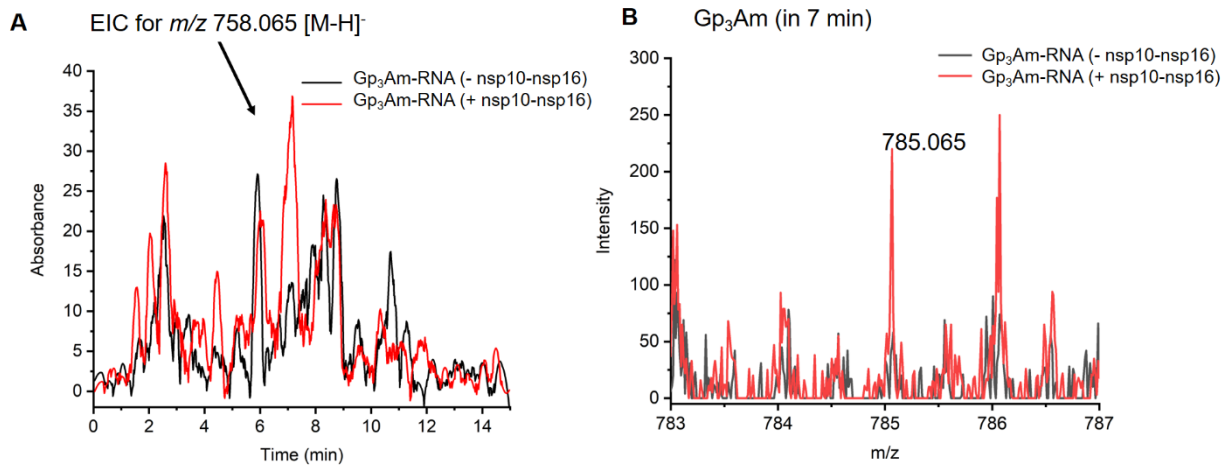 A
EIC for m/z 758.065 [M-H]⁻
Gp₃Am-RNA (- nsp10-nsp16)
Gp₃Am-RNA (+ nsp10-nsp16)
40
35
30
25
20
15
10
5
0
Absorbance
0 2 4 6 8 10 12 14
Time (min)
B
Gp₃Am (in 7 min)
Gp₃Am-RNA (- nsp10-nsp16)
Gp₃Am-RNA (+ nsp10-nsp16)
785.065
300
250
200
150
100
50
0
Intensity
783 784 785 786 787
m/z